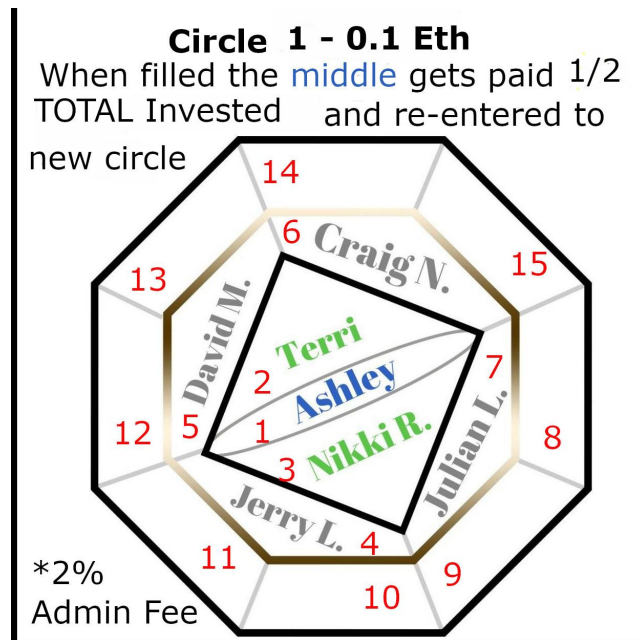 Circle 1 - 0.1 Eth
When filled the middle gets paid 1/2
TOTAL Invested and re-entered to
new circle
14
6
Craig N.
15
13
David M.
Terri
2
7
Ashley
1
Julian L.
12
5
8
3
Nikki R.
Jerry L.
4
11
9
10
*2%
Admin Fee